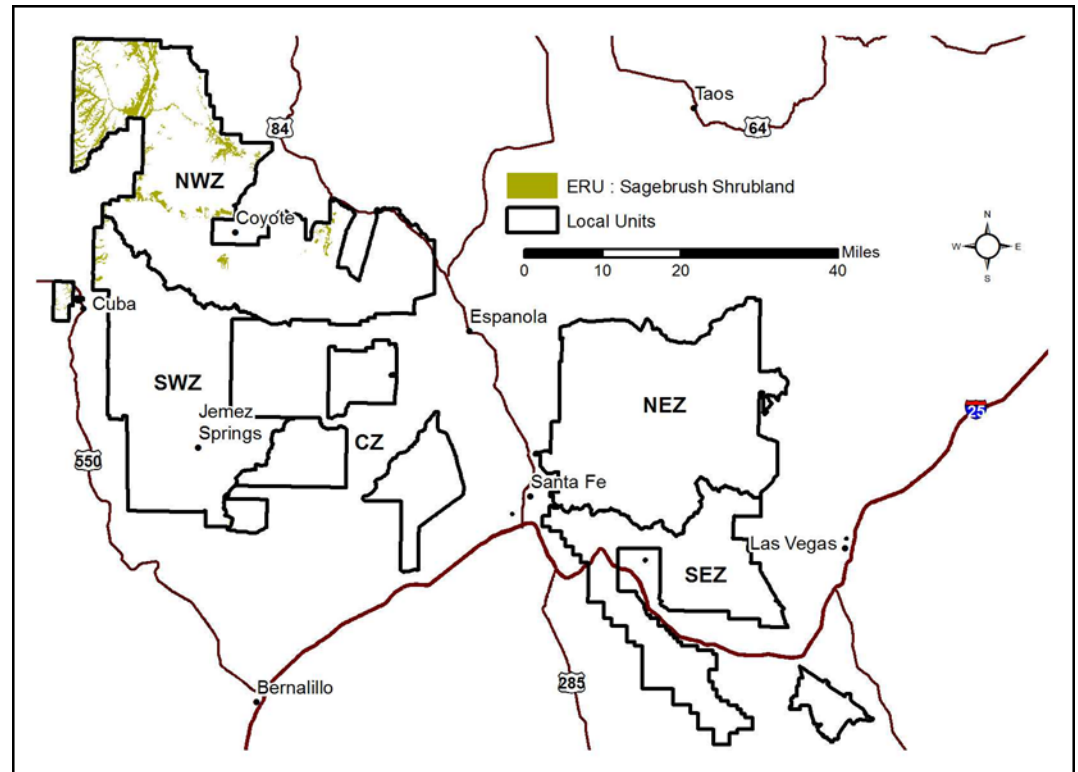 Taos
84
64
NWZ
ERU : Sagebrush Shrubland
Coyote
Local Units
N
W
E
S
Miles
0
10
20
40
Cuba
Espanola
SWZ
NEZ
Jemez
Springs
CZ
25
550
Santa Fe
Las Vegas
SEZ
285
Bernalillo